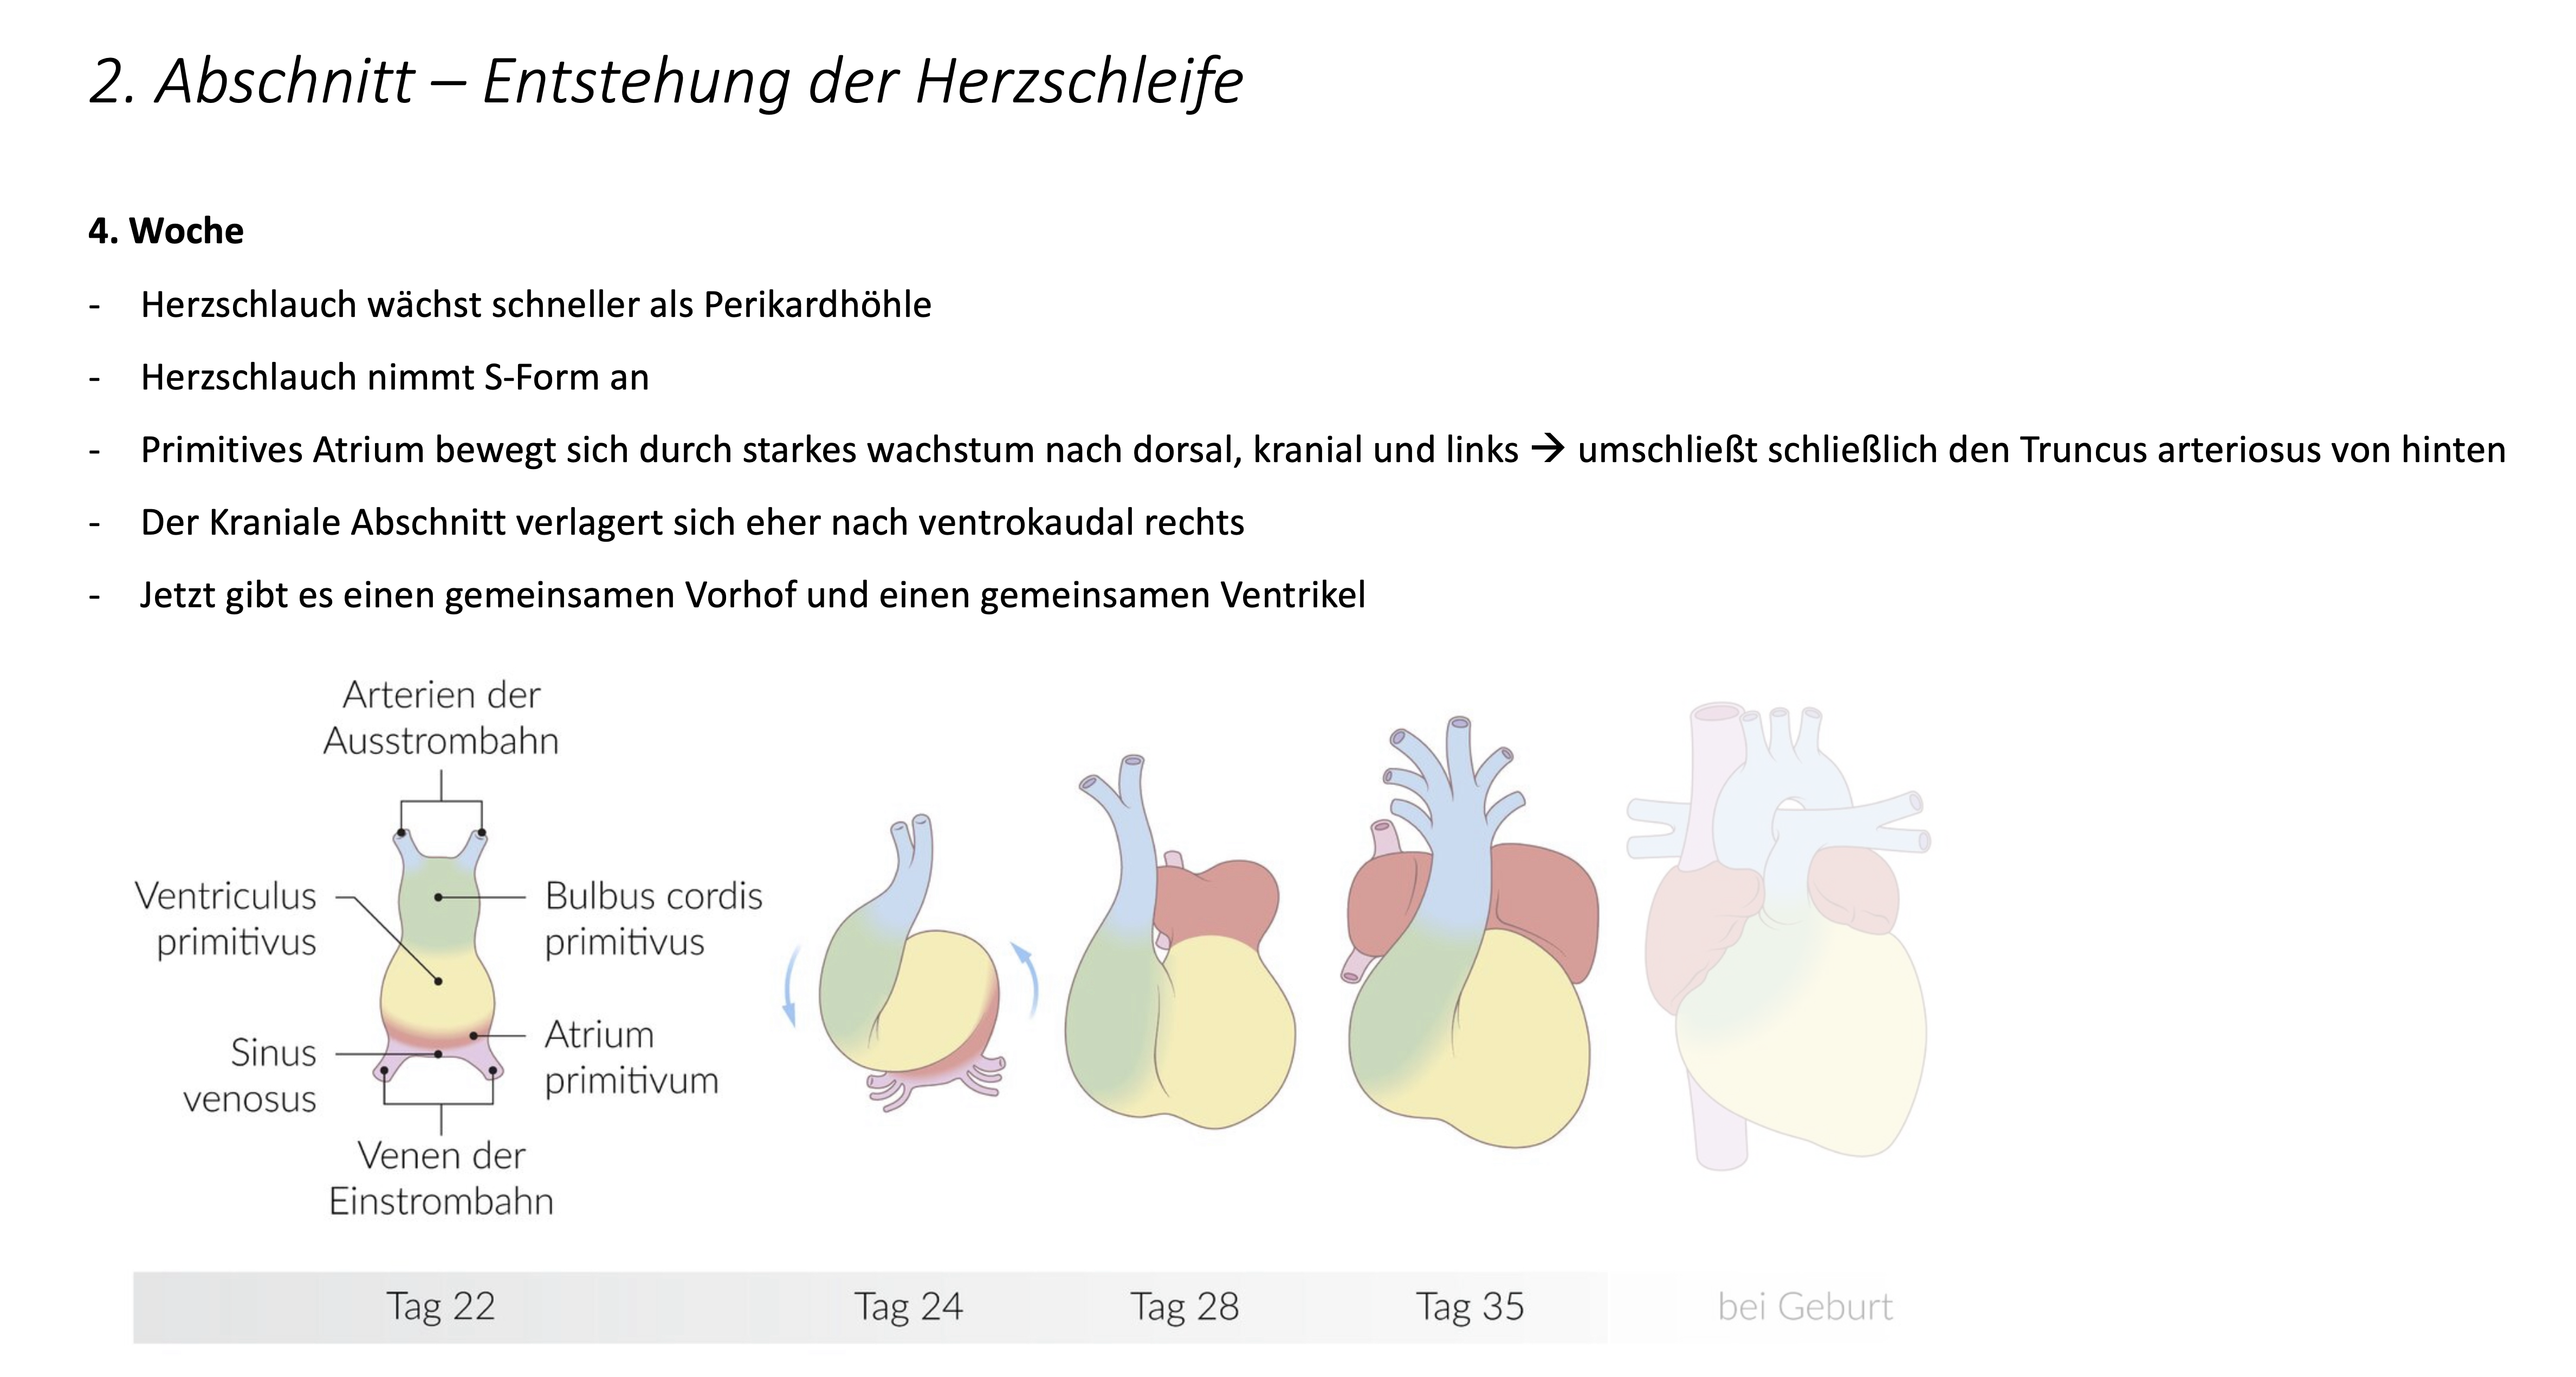 2. Abschnitt – Entstehung der Herzschleife
4. Woche
- Herzschlauch wächst schneller als Perikardhöhle
- Herzschlauch nimmt S-Form an
- Primitives Atrium bewegt sich durch starkes wachstum nach dorsal, kranial und links → umschließt schließlich den Truncus arteriosus von hinten
- Der Kraniale Abschnitt verlagert sich eher nach ventrokaudal rechts
- Jetzt gibt es einen gemeinsamen Vorhof und einen gemeinsamen Ventrikel
Arterien der
Ausstrombahn
Ventriculus
primitivus
Bulbus cordis
primitivus
Sinus
venosus
Atrium
primitivum
Venen der
Einstrombahn
Tag 22
Tag 24
Tag 28
Tag 35
bei Geburt